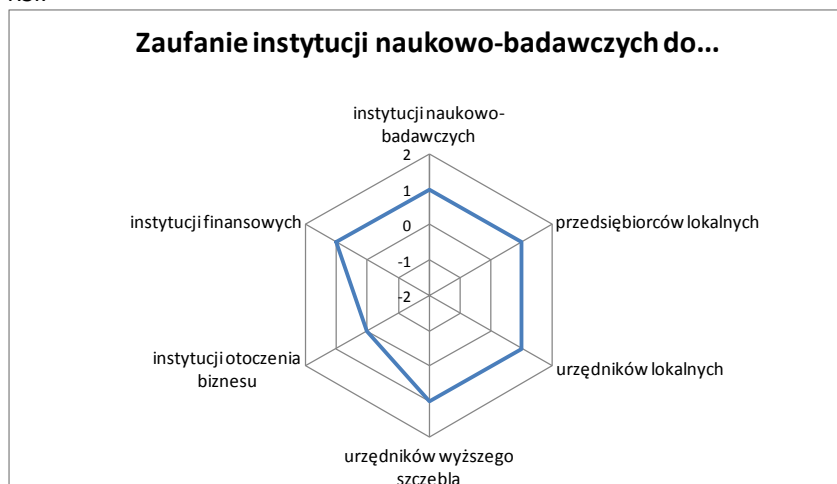 Zaufanie instytucji naukowo-badawczych do...
instytucji naukowo-
badawczych
2
instytucji finansowych
1
przedsiębiorców lokalnych
0
-1
-2
instytucji otoczenia
biznesu
urzędników lokalnych
urzędników wyższego
szczebla